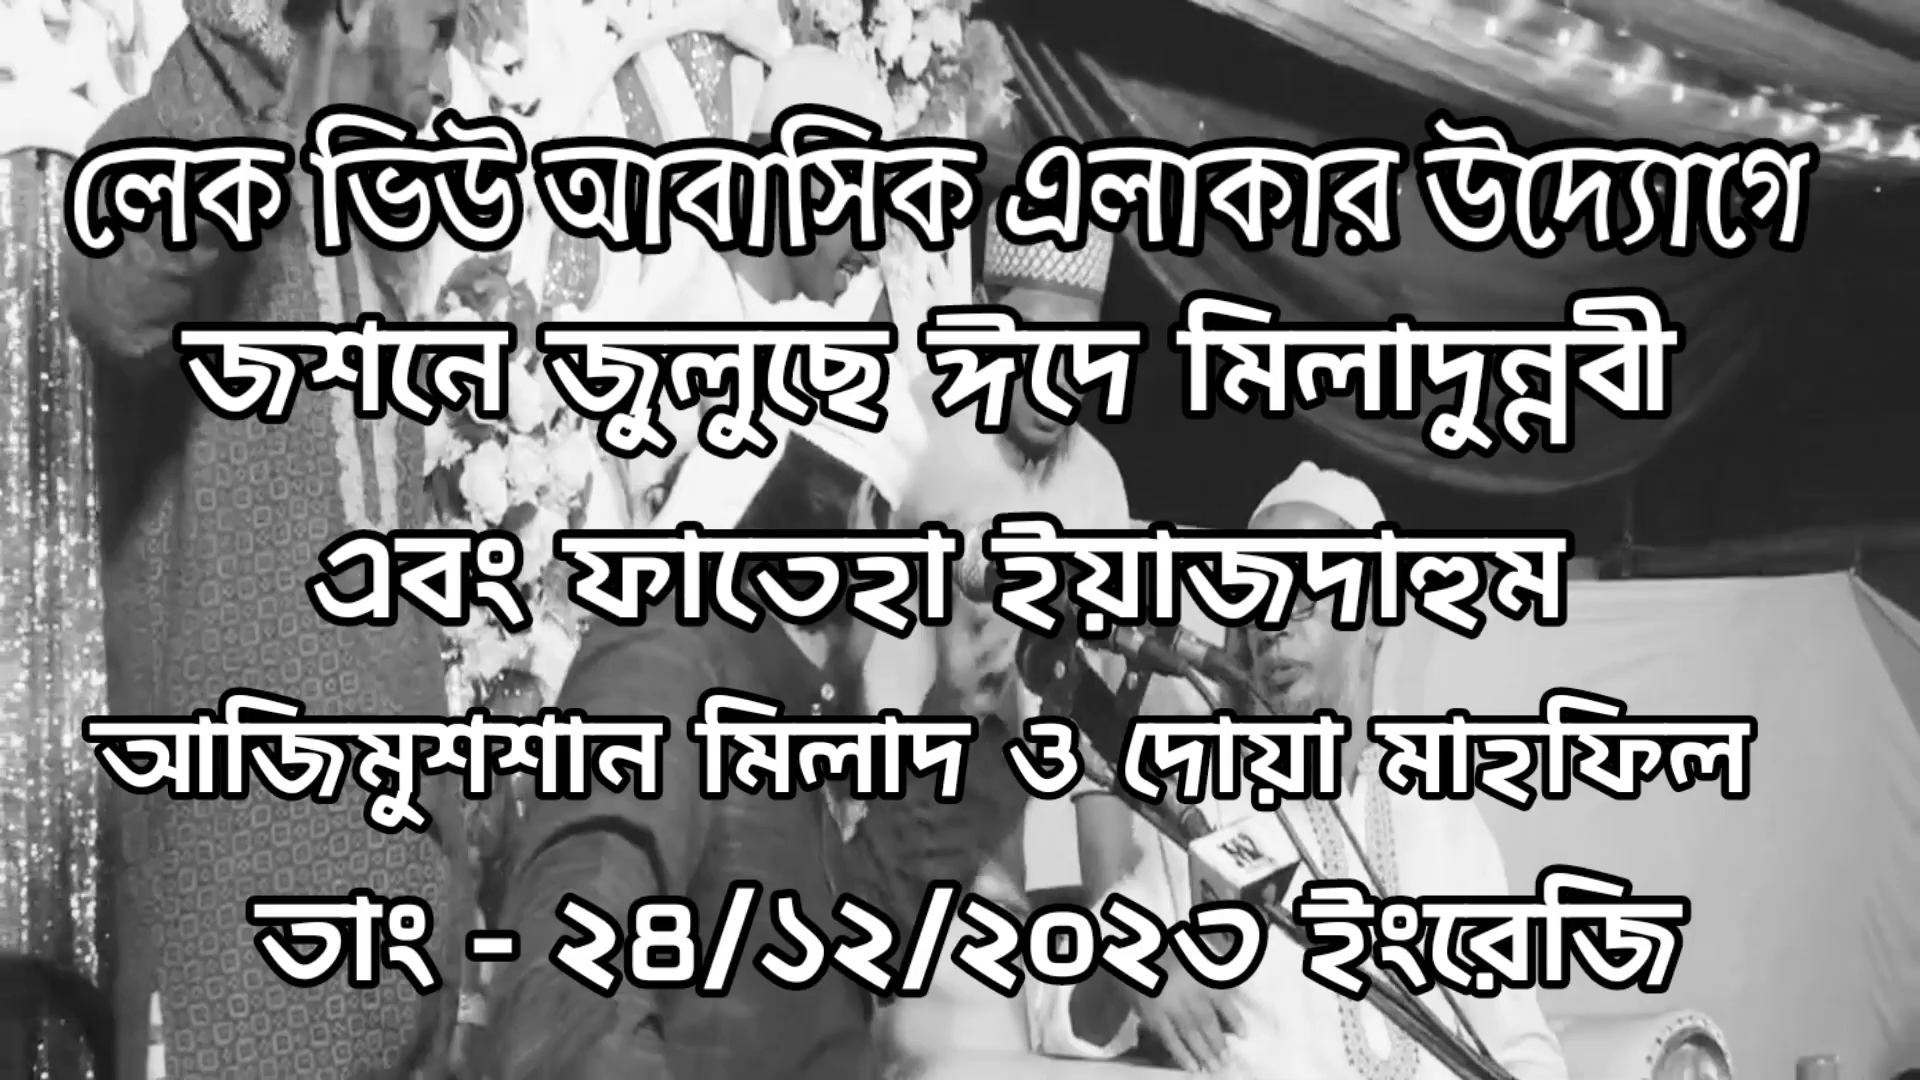 লেক ভিউ আবাসিক এলাকার উদ্যোগে
জশনে জুলুছে ঈদে মিলাদুন্নবী
এবং ফাতেহা ইয়াজদাহুম
আজিমুশশান মিলাদ ও দোয়া মাহফিল
তাং - ২৪/১২/২০২৩ ইংরেজি